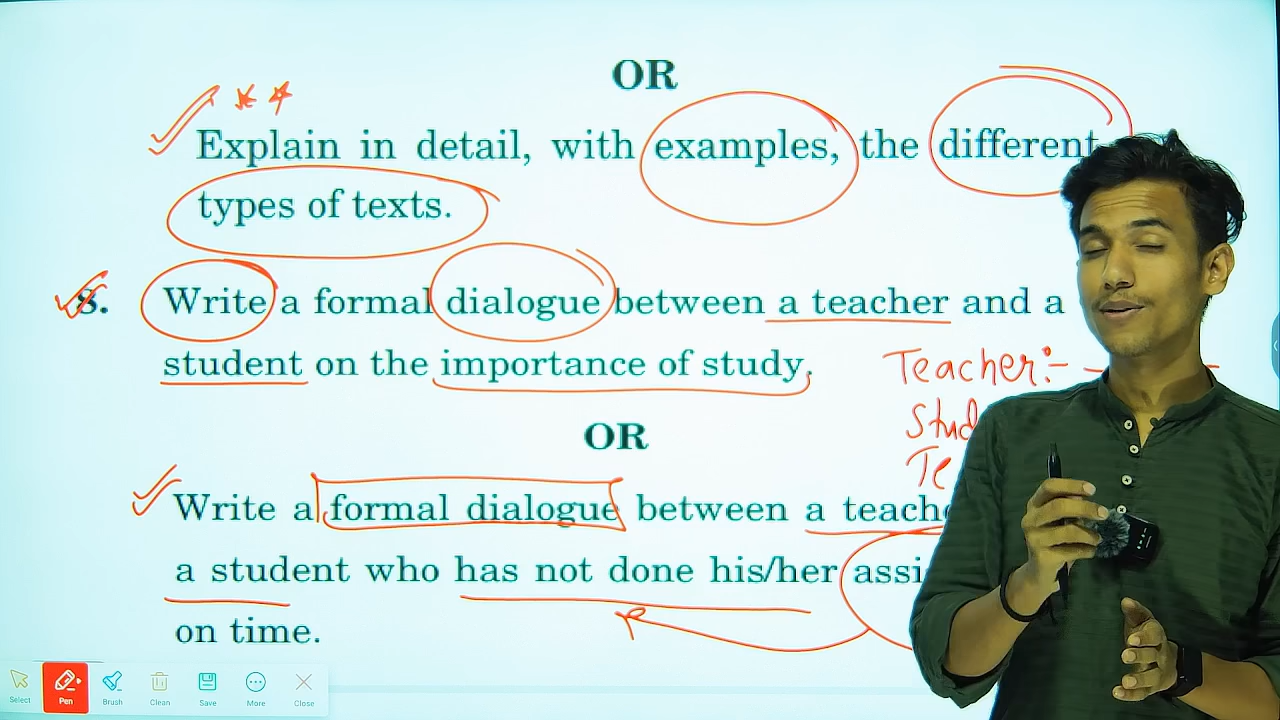 OR
Explain in detail, with examples, the different
types of texts.
8. Write a formal dialogue between a teacher and a
student on the importance of study.
Teacher:-
Stud
Te
OR
Write a formal dialogue between a teache
a student who has not done his/her assi
on time.
Select Pen Brush Clean Save More Close